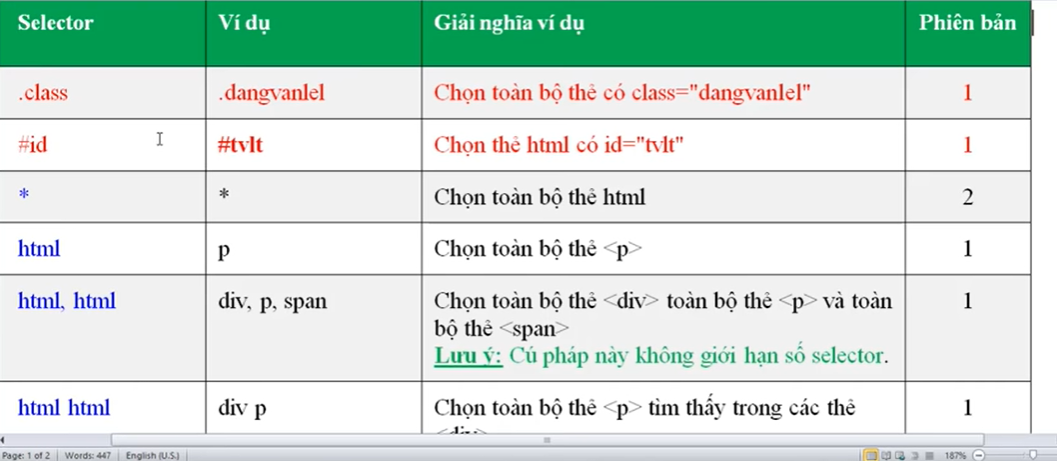 Selector Ví dụ Giải nghĩa ví dụ Phiên bản
.class .dangvanlel Chọn toàn bộ thẻ có class="dangvanlel" 1
#id #tvlt Chọn thẻ html có id="tvlt" 1
* * Chọn toàn bộ thẻ html 2
html p Chọn toàn bộ thẻ <p> 1
html, html div, p, span Chọn toàn bộ thẻ <div> toàn bộ thẻ <p> và toàn 1
bộ thẻ <span>
Lưu ý: Cú pháp này không giới hạn số selector.
html html div p Chọn toàn bộ thẻ <p> tìm thấy trong các thẻ 1
Page: 1 of 2 Words: 447 English (U.S.) 187%